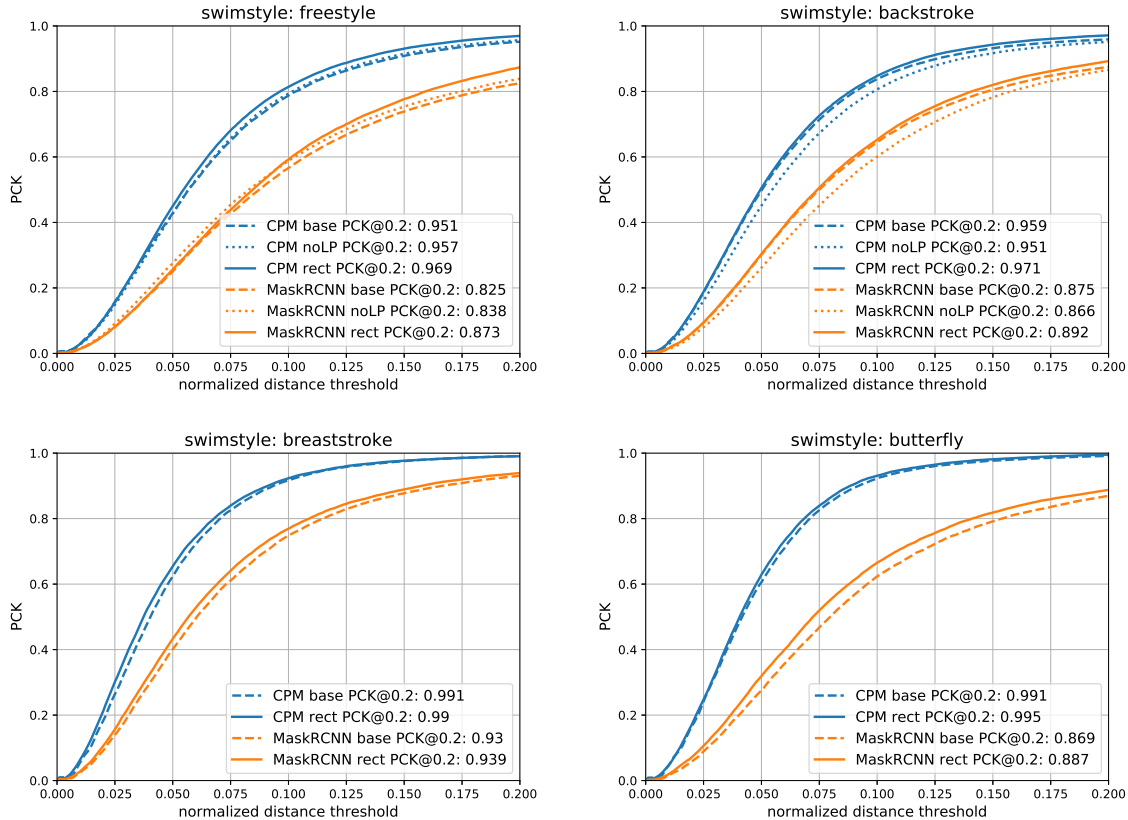 swimstyle: freestyle
1.0
0.8
0.6
0.4
0.2
0.0
PCK
CPM base PCK@0.2: 0.951
CPM noLP PCK@0.2: 0.957
CPM rect PCK@0.2: 0.969
MaskRCNN base PCK@0.2: 0.825
MaskRCNN noLP PCK@0.2: 0.838
MaskRCNN rect PCK@0.2: 0.873
0.000 0.025 0.050 0.075 0.100 0.125 0.150 0.175 0.200
normalized distance threshold
swimstyle: backstroke
1.0
0.8
0.6
0.4
0.2
0.0
PCK
CPM base PCK@0.2: 0.959
CPM noLP PCK@0.2: 0.951
CPM rect PCK@0.2: 0.971
MaskRCNN base PCK@0.2: 0.875
MaskRCNN noLP PCK@0.2: 0.866
MaskRCNN rect PCK@0.2: 0.892
0.000 0.025 0.050 0.075 0.100 0.125 0.150 0.175 0.200
normalized distance threshold
swimstyle: breaststroke
1.0
0.8
0.6
0.4
0.2
0.0
PCK
CPM base PCK@0.2: 0.991
CPM rect PCK@0.2: 0.99
MaskRCNN base PCK@0.2: 0.93
MaskRCNN rect PCK@0.2: 0.939
0.000 0.025 0.050 0.075 0.100 0.125 0.150 0.175 0.200
normalized distance threshold
swimstyle: butterfly
1.0
0.8
0.6
0.4
0.2
0.0
PCK
CPM base PCK@0.2: 0.991
CPM rect PCK@0.2: 0.995
MaskRCNN base PCK@0.2: 0.869
MaskRCNN rect PCK@0.2: 0.887
0.000 0.025 0.050 0.075 0.100 0.125 0.150 0.175 0.200
normalized distance threshold